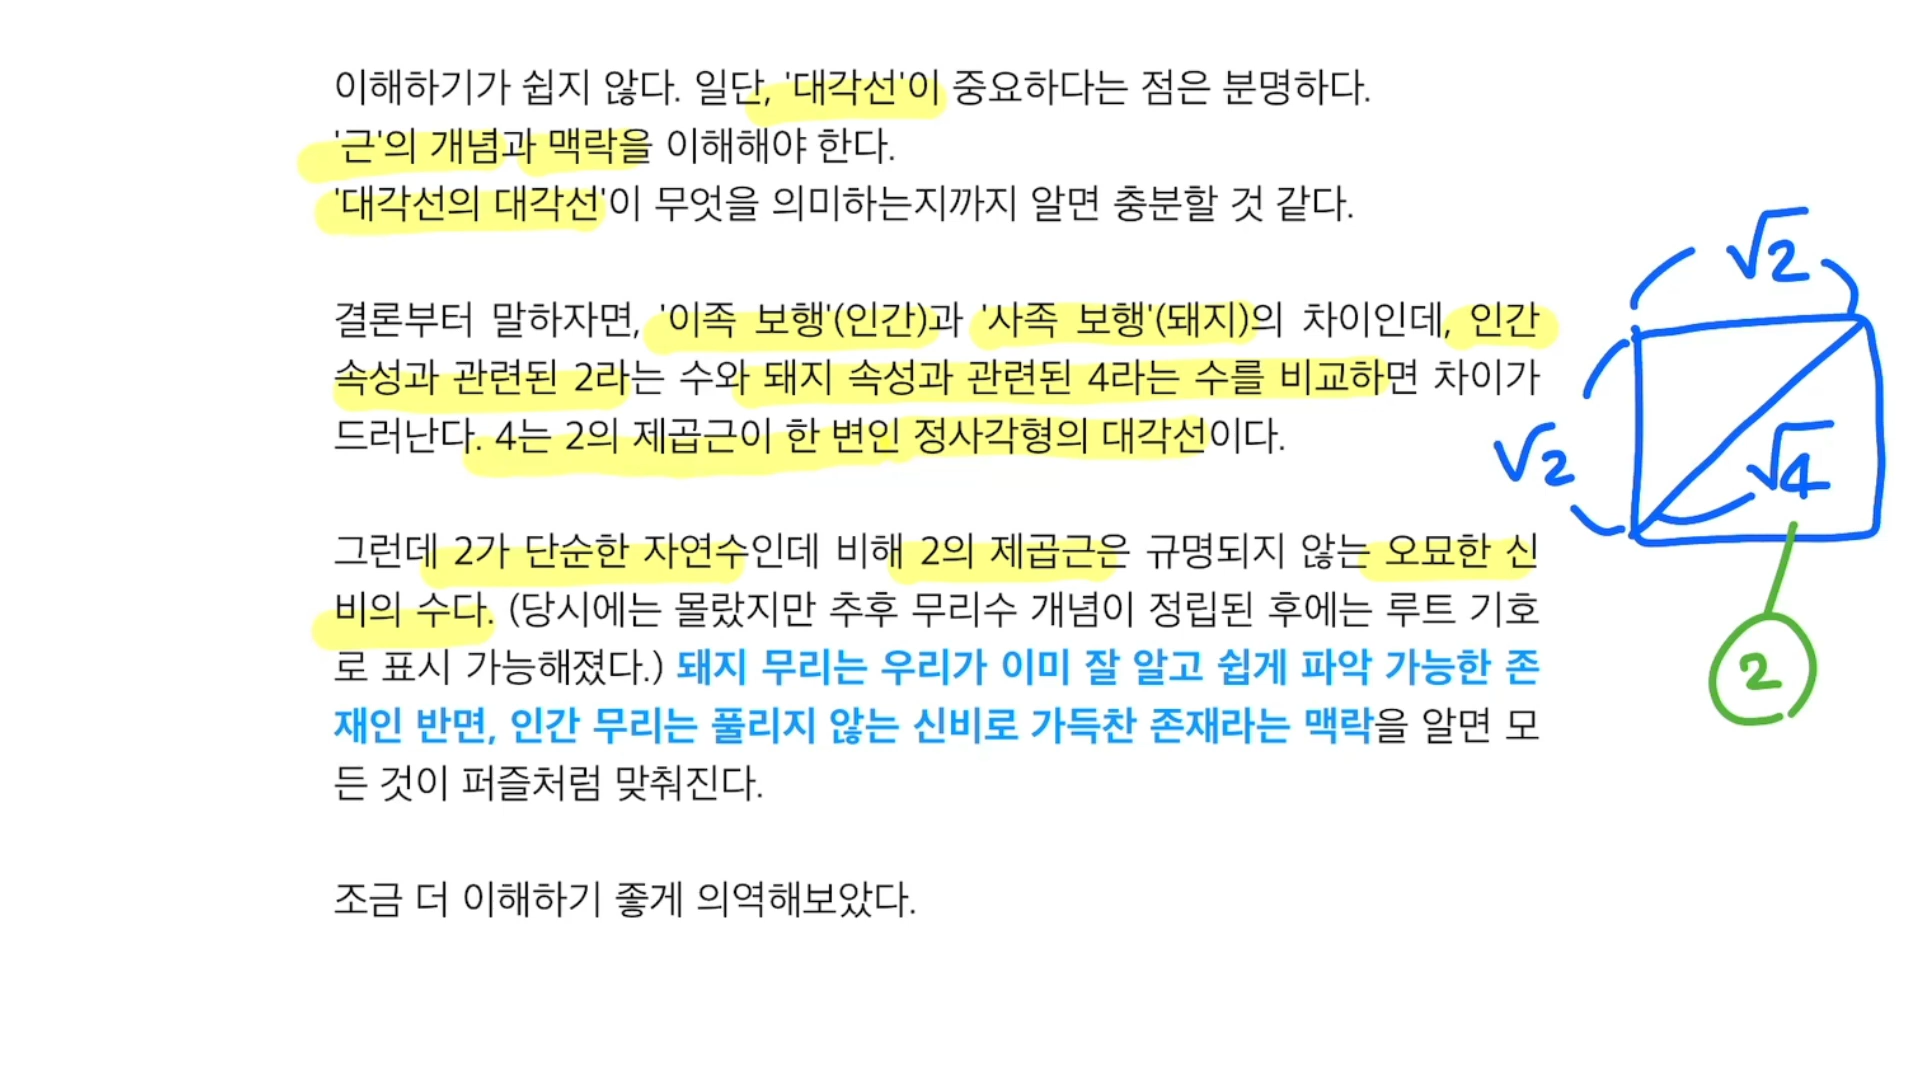 이해하기가 쉽지 않다. 일단, '대각선'이 중요하다는 점은 분명하다.
'근'의 개념과 맥락을 이해해야 한다.
'대각선의 대각선'이 무엇을 의미하는지까지 알면 충분할 것 같다.
결론부터 말하자면, '이족 보행'(인간)과 '사족 보행'(돼지)의 차이인데, 인간
속성과 관련된 2라는 수와 돼지 속성과 관련된 4라는 수를 비교하면 차이가
드러난다. 4는 2의 제곱근이 한 변인 정사각형의 대각선이다.
그런데 2가 단순한 자연수인데 비해 2의 제곱근은 규명되지 않는 오묘한 신
비의 수다. (당시에는 몰랐지만 추후 무리수 개념이 정립된 후에는 루트 기호
로 표시 가능해졌다.) 돼지 무리는 우리가 이미 잘 알고 쉽게 파악 가능한 존
재인 반면, 인간 무리는 풀리지 않는 신비로 가득찬 존재라는 맥락을 알면 모
든 것이 퍼즐처럼 맞춰진다.
조금 더 이해하기 좋게 의역해보았다.
√2
√2
√4
2